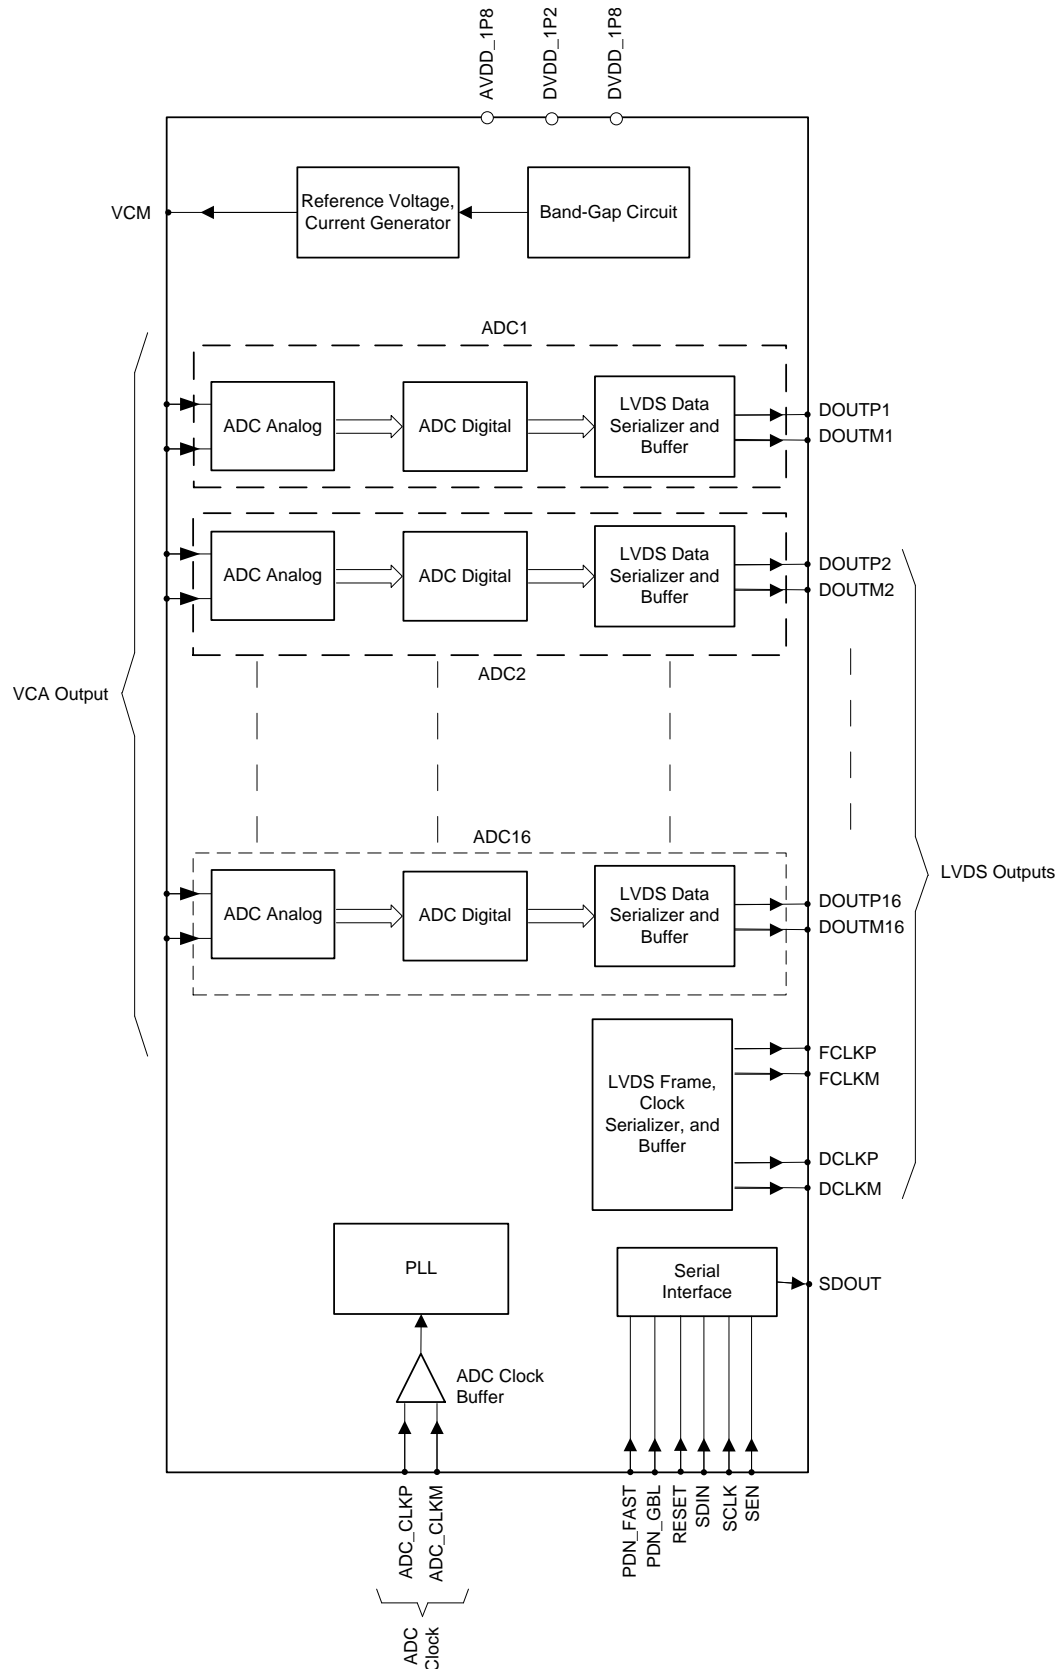 AVDD_1P8
DVDD_1P2
DVDD_1P8
VCM
Reference Voltage,
Current Generator
Band-Gap Circuit
ADC1
ADC Analog
ADC Digital
LVDS Data
Serializer and
Buffer
DOUTP1
DOUTM1
ADC Analog
ADC Digital
LVDS Data
Serializer and
Buffer
DOUTP2
DOUTM2
ADC2
VCA Output
ADC16
ADC Analog
ADC Digital
LVDS Data
Serializer and
Buffer
DOUTP16
DOUTM16
LVDS Outputs
LVDS Frame,
Clock
Serializer, and
Buffer
FCLKP
FCLKM
DCLKP
DCLKM
PLL
Serial
Interface
SDOUT
ADC Clock
Buffer
ADC_CLKP
ADC_CLKM
PDN_FAST
PDN_GBL
RESET
SDIN
SCLK
SEN
ADC
Clock